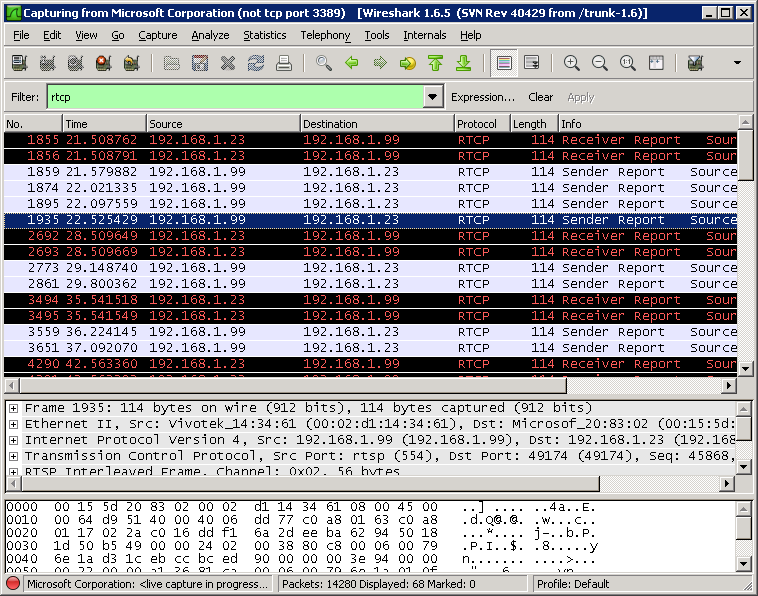 Capturing from Microsoft Corporation (not tcp port 3389) [Wireshark 1.6.5 (SVN Rev 40429 from /trunk-1.6)]
File Edit View Go Capture Analyze Statistics Telephony Tools Internals Help
Filter: rtcp Expression... Clear Apply
No. Time Source Destination Protocol Length Info
1855 21.508762 192.168.1.23 192.168.1.99 RTCP 114 Receiver Report Sour
1856 21.508791 192.168.1.23 192.168.1.99 RTCP 114 Receiver Report Sour
1859 21.579882 192.168.1.99 192.168.1.23 RTCP 114 Sender Report Source
1874 22.021335 192.168.1.99 192.168.1.23 RTCP 114 Sender Report Source
1895 22.097559 192.168.1.99 192.168.1.23 RTCP 114 Sender Report Source
1935 22.525429 192.168.1.99 192.168.1.23 RTCP 114 Sender Report Source
2692 28.509649 192.168.1.23 192.168.1.99 RTCP 114 Receiver Report Sour
2693 28.509669 192.168.1.23 192.168.1.99 RTCP 114 Receiver Report Sour
2773 29.148740 192.168.1.99 192.168.1.23 RTCP 114 Sender Report Source
2861 29.800362 192.168.1.99 192.168.1.23 RTCP 114 Sender Report Source
3494 35.541518 192.168.1.23 192.168.1.99 RTCP 114 Receiver Report Sour
3495 35.541549 192.168.1.23 192.168.1.99 RTCP 114 Receiver Report Sour
3559 36.224145 192.168.1.99 192.168.1.23 RTCP 114 Sender Report Source
3651 37.092070 192.168.1.99 192.168.1.23 RTCP 114 Sender Report Source
4290 42.563360 192.168.1.23 192.168.1.99 RTCP 114 Receiver Report Sour
Frame 1935: 114 bytes on wire (912 bits), 114 bytes captured (912 bits)
Ethernet II, Src: Vivotek_14:34:61 (00:02:d1:14:34:61), Dst: Microsof_20:83:02 (00:15:5d:
Internet Protocol Version 4, Src: 192.168.1.99 (192.168.1.99), Dst: 192.168.1.23 (192.168
Transmission Control Protocol, Src Port: rtsp (554), Dst Port: 49174 (49174), Seq: 45868,
RTSP Interleaved Frame, Channel: 0x02, 56 bytes
0000 00 15 5d 20 83 02 00 02 d1 14 34 61 08 00 45 00 ..] .... ..4a..E.
0010 00 64 d9 51 40 00 40 06 dd 77 c0 a8 01 63 c0 a8 .d.Q@.@. .w...c..
0020 01 17 02 2a c0 16 dd f1 6a 2d ee ba 62 94 50 18 ...*.... j-..b.P.
0030 1d 50 b5 49 00 00 24 02 00 38 80 c8 00 06 00 79 .P.I..$. .8.....y
0040 6e 1a d3 1c eb cc bc ed 90 00 00 00 3e 94 00 00 n....... ....>...
Microsoft Corporation: <live capture in progress... Packets: 14280 Displayed: 68 Marked: 0 Profile: Default